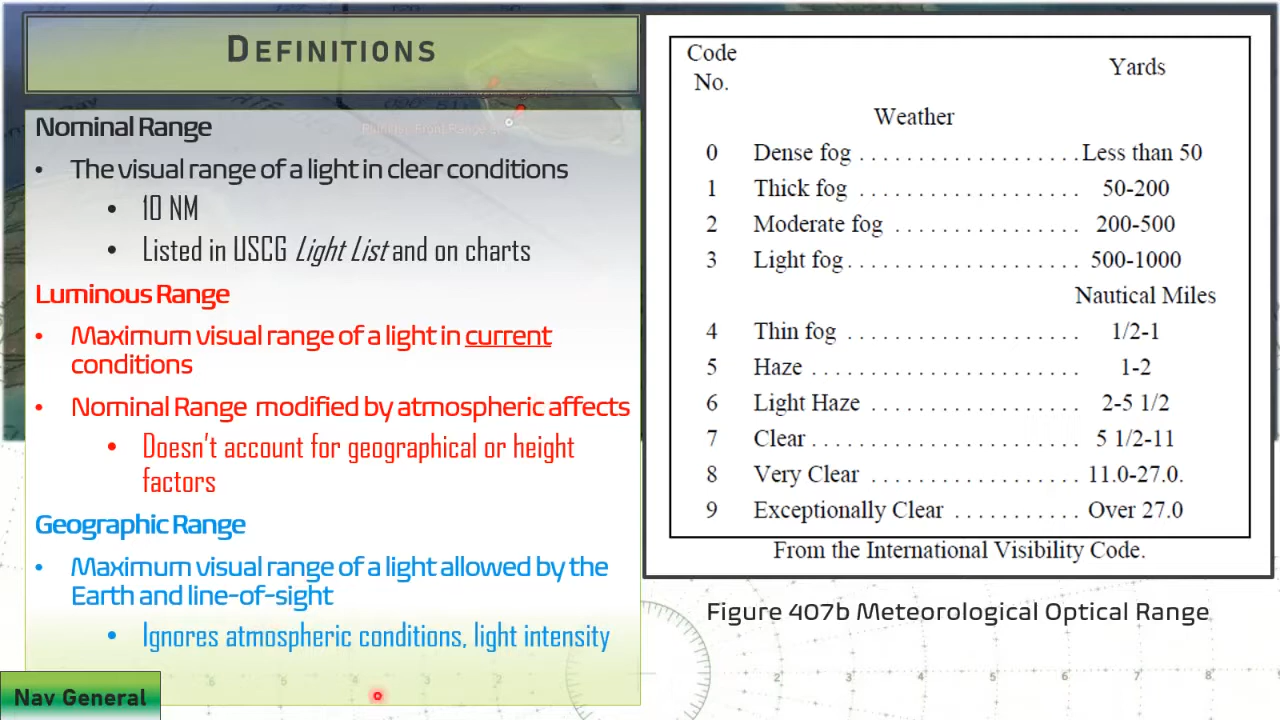 DEFINITIONS
Nominal Range
• The visual range of a light in clear conditions
• 10 NM
• Listed in USCG Light List and on charts
Luminous Range
• Maximum visual range of a light in current
conditions
• Nominal Range modified by atmospheric affects
• Doesn't account for geographical or height
factors
Geographic Range
• Maximum visual range of a light allowed by the
Earth and line-of-sight
• Ignores atmospheric conditions, light intensity
Nav General
Code
No.
Yards
Weather
0 Dense fog . . . . . . . . . . . . . . . . . . . . Less than 50
1 Thick fog . . . . . . . . . . . . . . . . . . . . 50-200
2 Moderate fog . . . . . . . . . . . . . . . . . 200-500
3 Light fog . . . . . . . . . . . . . . . . . . . . . 500-1000
Nautical Miles
4 Thin fog . . . . . . . . . . . . . . . . . . . . . 1/2-1
5 Haze . . . . . . . . . . . . . . . . . . . . . . . . 1-2
6 Light Haze . . . . . . . . . . . . . . . . . . . 2-5 1/2
7 Clear . . . . . . . . . . . . . . . . . . . . . . . . 5 1/2-11
8 Very Clear . . . . . . . . . . . . . . . . . . . 11.0-27.0.
9 Exceptionally Clear . . . . . . . . . . . Over 27.0
From the International Visibility Code.
Figure 407b Meteorological Optical Range
2 3 4 5 6 7 8